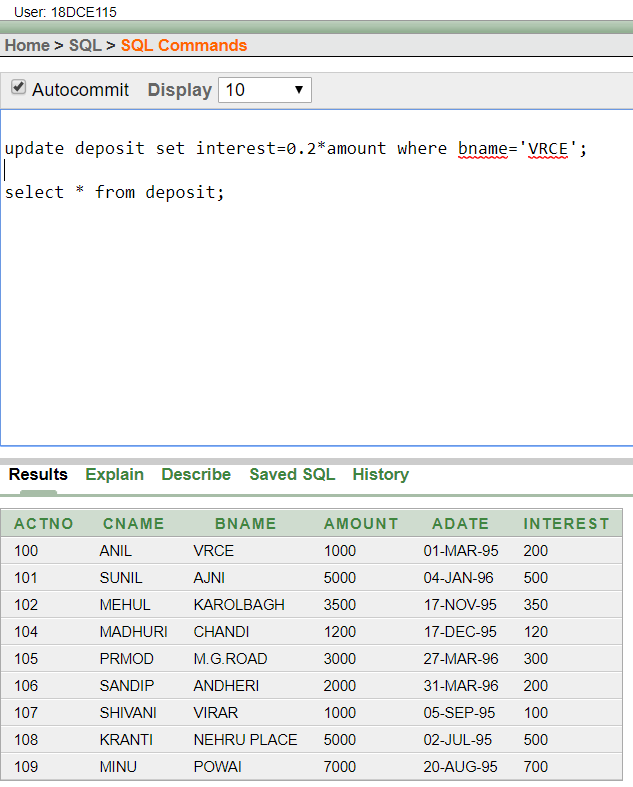 User: 18DCE115
Home > SQL > SQL Commands
Autocommit Display 10
update deposit set interest=0.2*amount where bname='VRCE';
select * from deposit;
Results Explain Describe Saved SQL History
ACTNO CNAME BNAME AMOUNT ADATE INTEREST
100 ANIL VRCE 1000 01-MAR-95 200
101 SUNIL AJNI 5000 04-JAN-96 500
102 MEHUL KAROLBAGH 3500 17-NOV-95 350
104 MADHURI CHANDI 1200 17-DEC-95 120
105 PRMOD M.G.ROAD 3000 27-MAR-96 300
106 SANDIP ANDHERI 2000 31-MAR-96 200
107 SHIVANI VIRAR 1000 05-SEP-95 100
108 KRANTI NEHRU PLACE 5000 02-JUL-95 500
109 MINU POWAI 7000 20-AUG-95 700